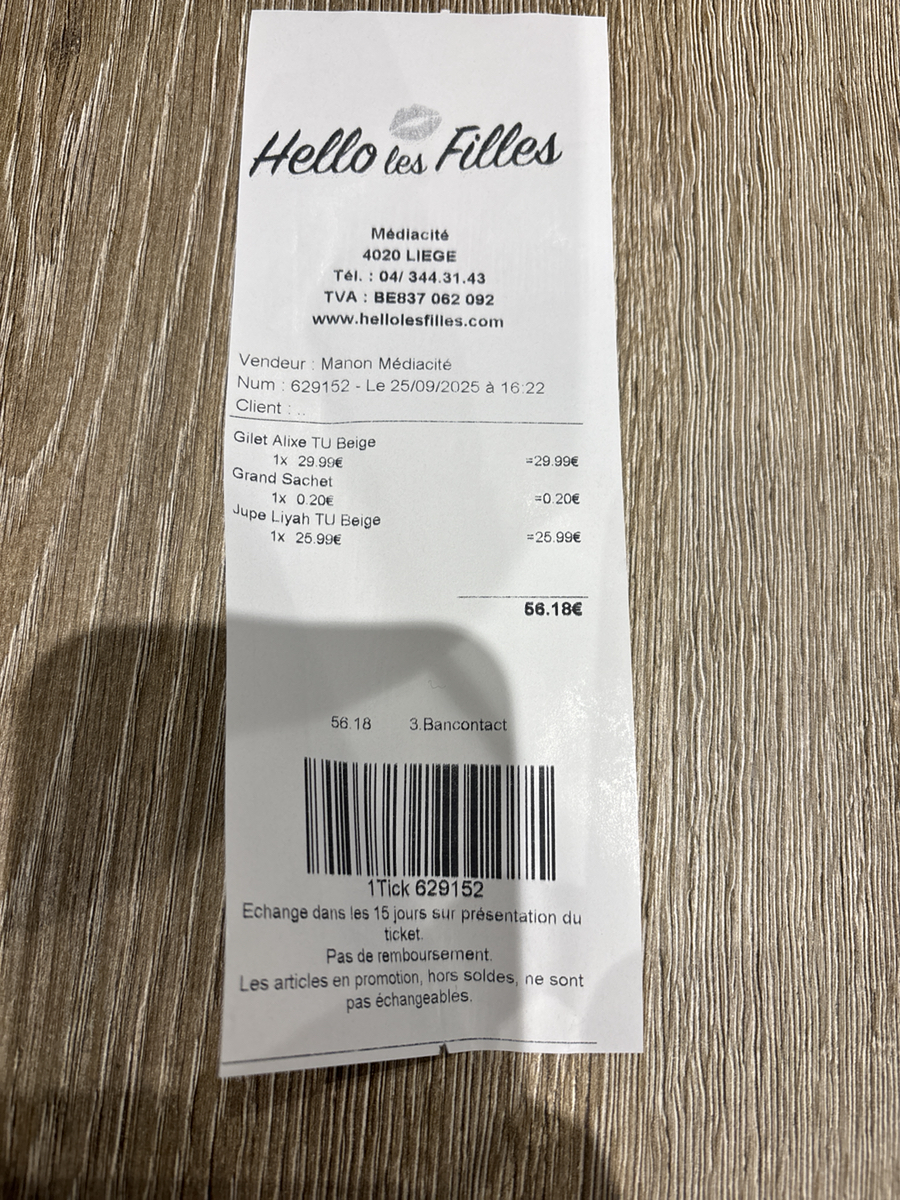 Hello les Filles
Médiacité
4020 LIEGE
Tél. : 04/ 344.31.43
TVA : BE837 062 092
www.hellolesfilles.com
Vendeur : Manon Médiacité
Num : 629152 - Le 25/09/2025 à 16:22
Client : ..
Gilet Alixe TU Beige
1x 29.99€ =29.99€
Grand Sachet
1x 0.20€ =0.20€
Jupe Liyah TU Beige
1x 25.99€ =25.99€
56.18€
56.18 3.Bancontact
1Tick 629152
Echange dans les 15 jours sur présentation du
ticket.
Pas de remboursement.
Les articles en promotion, hors soldes, ne sont
pas échangeables.